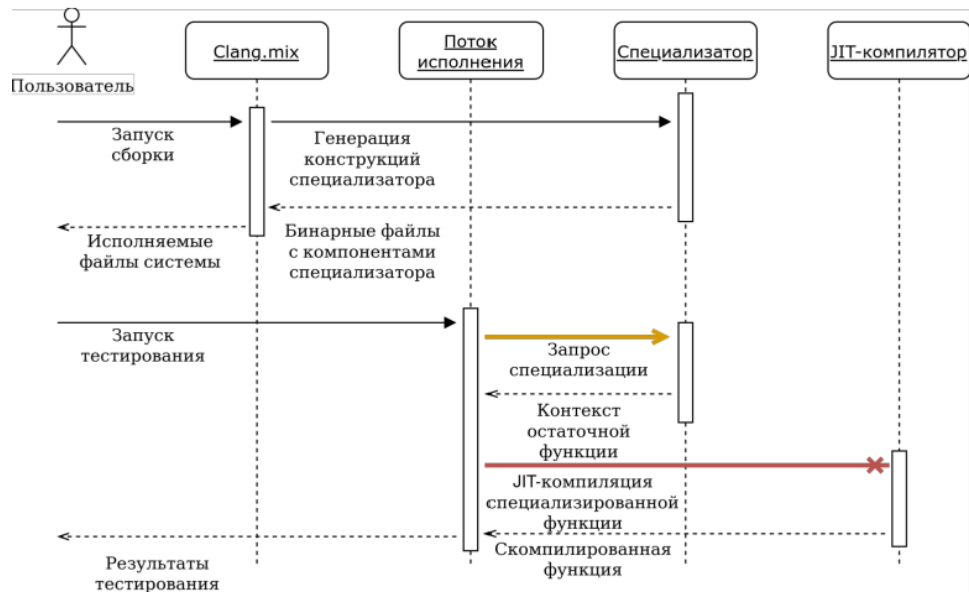 Пользователь
Clang.mix
Поток
исполнения
Специализатор
JIT-компилятор
Запуск
сборки
Генерация
конструкций
специализатора
Исполняемые
файлы системы
Бинарные файлы
с компонентами
специализатора
Запуск
тестирования
Запрос
специализации
Контекст
остаточной
функции
JIT-компиляция
специализированной
функции
Скомпилированная
функция
Результаты
тестирования